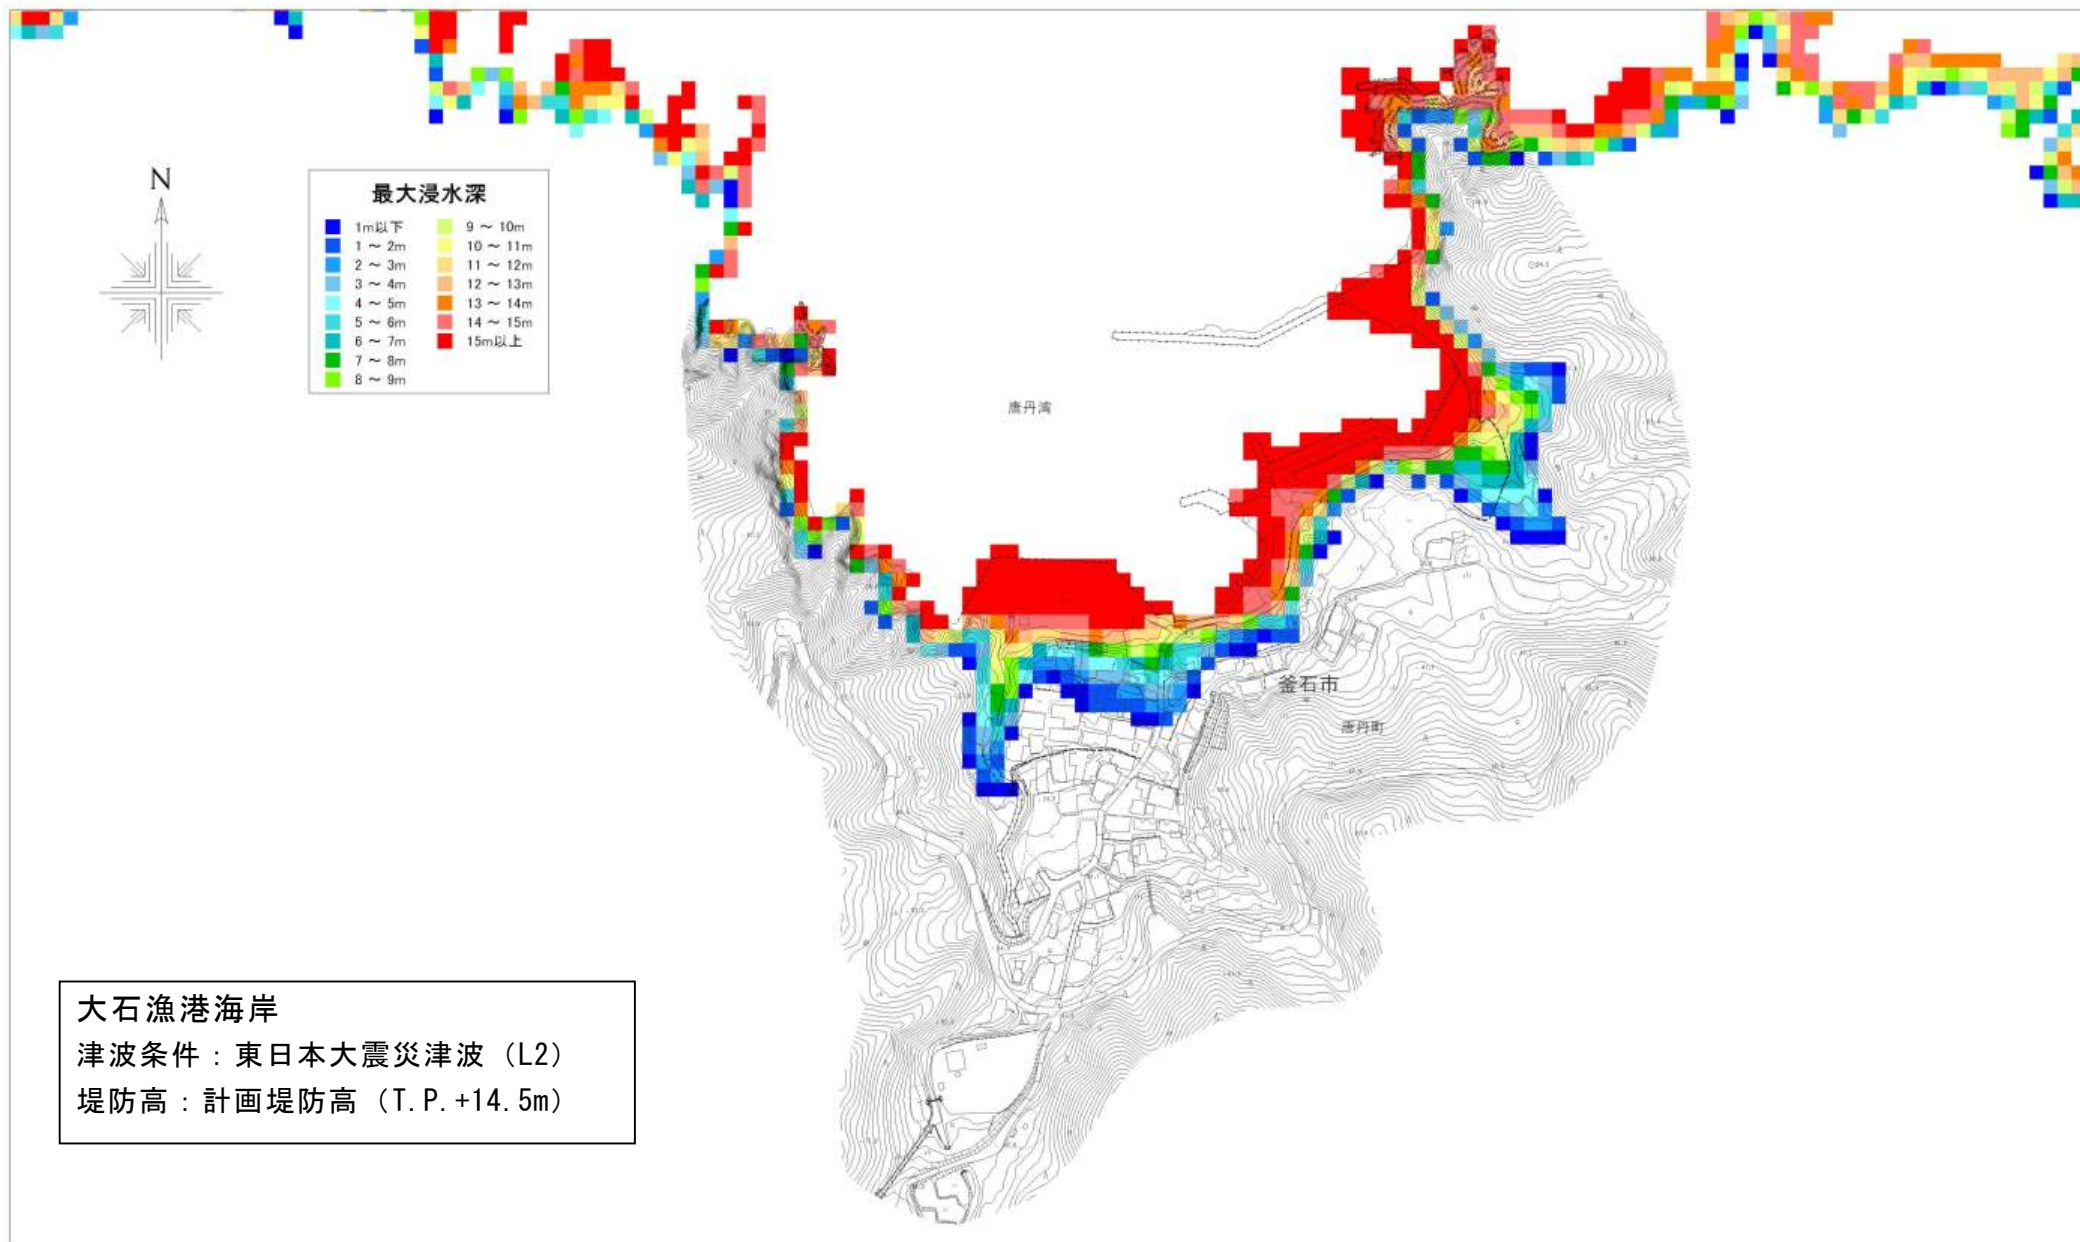 N
最大浸水深
1m以下
1 ～ 2m
2 ～ 3m
3 ～ 4m
4 ～ 5m
5 ～ 6m
6 ～ 7m
7 ～ 8m
8 ～ 9m
9 ～ 10m
10 ～ 11m
11 ～ 12m
12 ～ 13m
13 ～ 14m
14 ～ 15m
15m以上
唐丹湾
釜石市
唐丹町
大石漁港海岸
津波条件：東日本大震災津波（L2）
堤防高：計画堤防高（T.P.+14.5m）